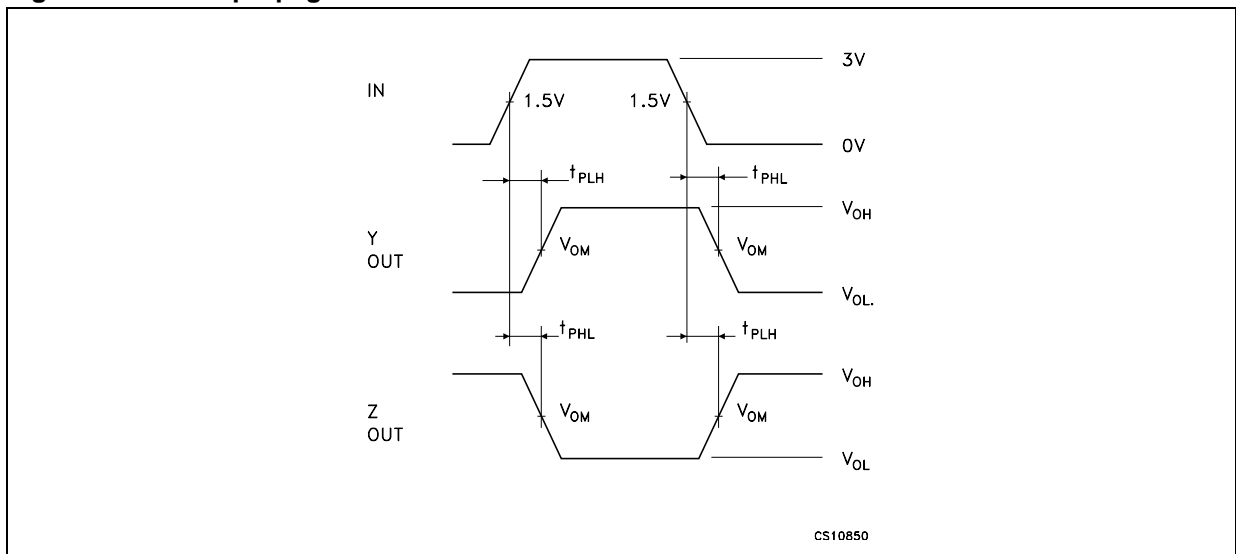 IN
1.5V
1.5V
3V
0V
tPLH
tPHL
Y
OUT
VOM
VOM
VOH
VOL.
tPHL
tPLH
Z
OUT
VOM
VOM
VOH
VOL
CS10850